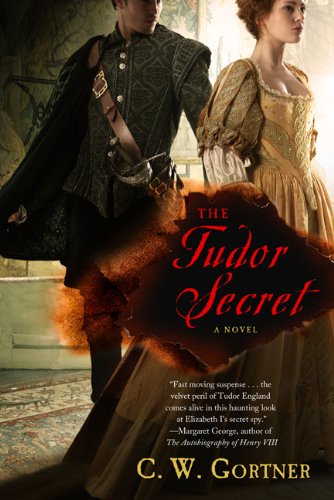 THE
Tudor
Secret
A NOVEL
"Fast moving suspense . . . the
velvet peril of Tudor England
comes alive in this haunting look
at Elizabeth's secret spy."
—Margaret George, author of
The Autobiography of Henry VIII
C. W. GORTNER